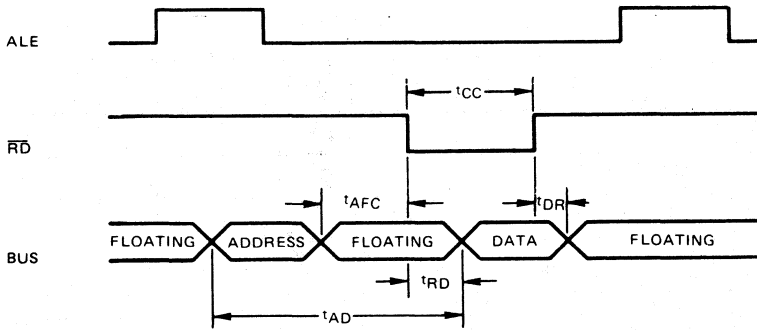 ALE
tCC
RD
tAFC
tDR
BUS
FLOATING ADDRESS FLOATING DATA FLOATING
tRD
tAD